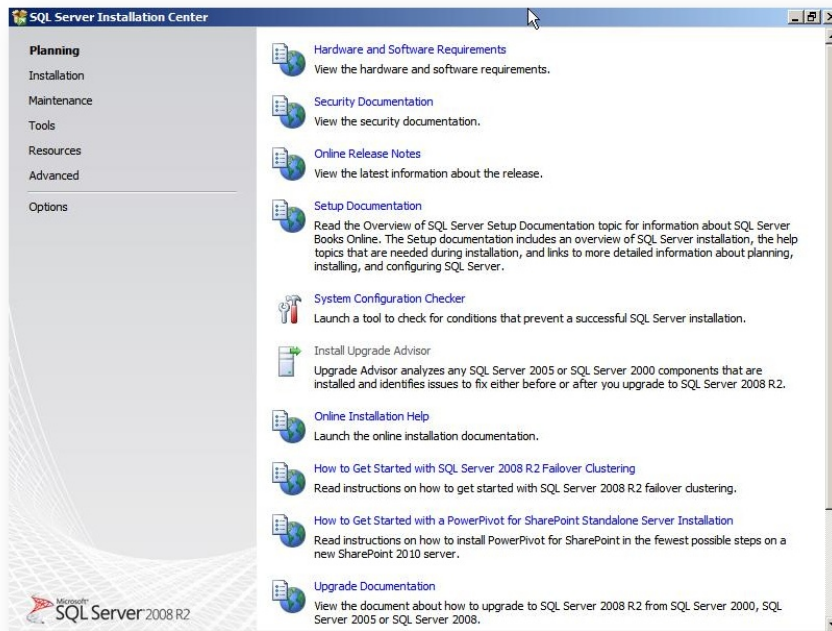 SQL Server Installation Center
Planning
Installation
Maintenance
Tools
Resources
Advanced
Options
Hardware and Software Requirements
View the hardware and software requirements.
Security Documentation
View the security documentation.
Online Release Notes
View the latest information about the release.
Setup Documentation
Read the Overview of SQL Server Setup Documentation topic for information about SQL Server
Books Online. The Setup documentation includes an overview of SQL Server installation, the help
topics that are needed during installation, and links to more detailed information about planning,
installing, and configuring SQL Server.
System Configuration Checker
Launch a tool to check for conditions that prevent a successful SQL Server installation.
Install Upgrade Advisor
Upgrade Advisor analyzes any SQL Server 2005 or SQL Server 2000 components that are
installed and identifies issues to fix either before or after you upgrade to SQL Server 2008 R2.
Online Installation Help
Launch the online installation documentation.
How to Get Started with SQL Server 2008 R2 Failover Clustering
Read instructions on how to get started with SQL Server 2008 R2 failover clustering.
How to Get Started with a PowerPivot for SharePoint Standalone Server Installation
Read instructions on how to install PowerPivot for SharePoint in the fewest possible steps on a
new SharePoint 2010 server.
Upgrade Documentation
View the document about how to upgrade to SQL Server 2008 R2 from SQL Server 2000, SQL
Server 2005 or SQL Server 2008.
Microsoft®
SQL Server 2008 R2